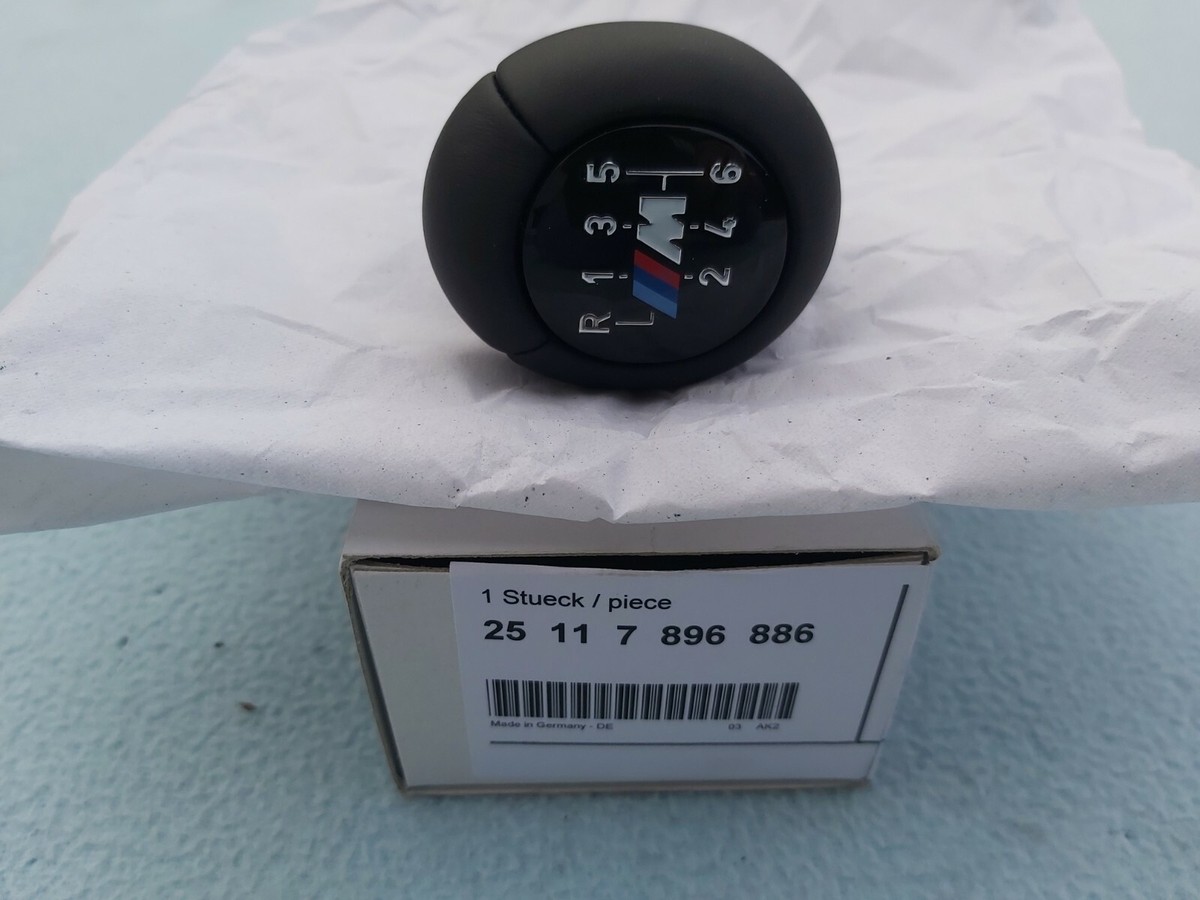 5 6
3 M 4
1 2
R
1 Stueck / piece
25 11 7 896 886
Made in Germany - DE 03 AK2